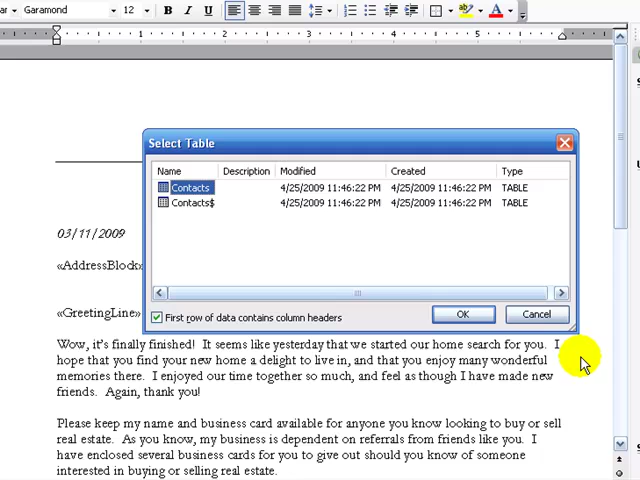 ar Garamond 12 B I U
1 2 3 4 5
Select Table
Name Description Modified Created Type
Contacts 4/25/2009 11:46:22 PM 4/25/2009 11:46:22 PM TABLE
Contacts$ 4/25/2009 11:46:22 PM 4/25/2009 11:46:22 PM TABLE
First row of data contains column headers OK Cancel
03/11/2009
«AddressBlock»
«GreetingLine»
Wow, it's finally finished! It seems like yesterday that we started our home search for you. I
hope that you find your new home a delight to live in, and that you enjoy many wonderful
memories there. I enjoyed our time together so much, and feel as though I have made new
friends. Again, thank you!
Please keep my name and business card available for anyone you know looking to buy or sell
real estate. As you know, my business is dependent on referrals from friends like you. I
have enclosed several business cards for you to give out should you know of someone
interested in buying or selling real estate.